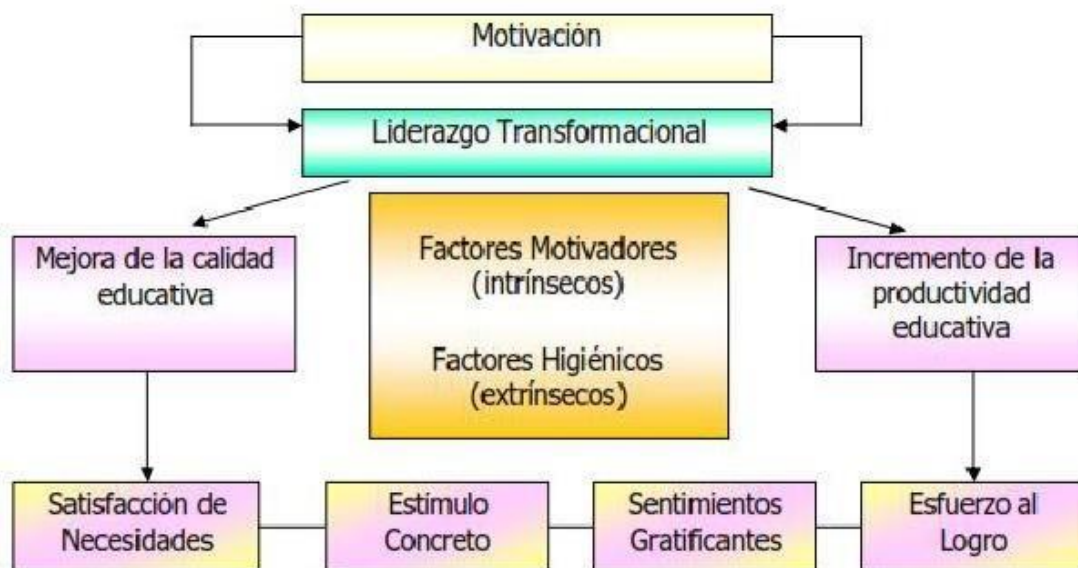 Motivación
Liderazgo Transformacional
Mejora de la calidad
educativa
Factores Motivadores
(intrínsecos)
Factores Higiénicos
(extrínsecos)
Incremento de la
productividad
educativa
Satisfacción de
Necesidades
Estímulo
Concreto
Sentimientos
Gratificantes
Esfuerzo al
Logro